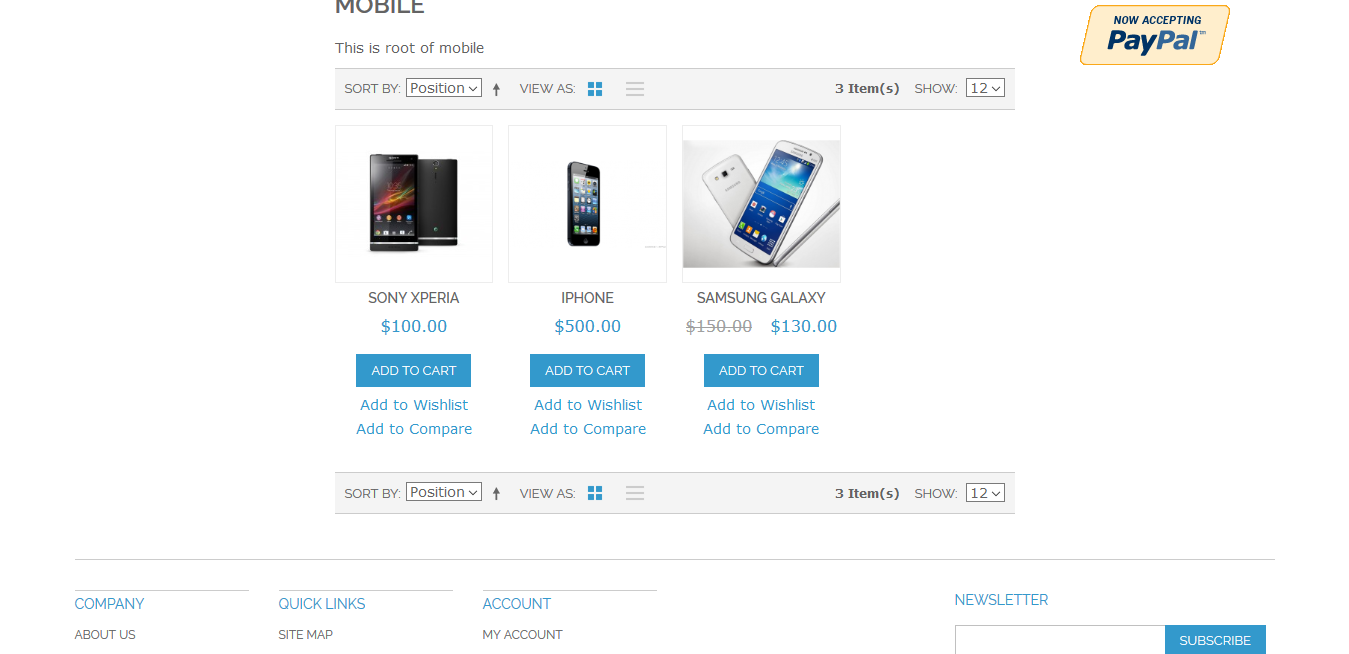 MOBILE
NOW ACCEPTING
PayPal™
This is root of mobile
SORT BY: Position VIEW AS: 3 Item(s) SHOW: 12
SONY XPERIA IPHONE SAMSUNG GALAXY
$100.00 $500.00 $150.00 $130.00
ADD TO CART ADD TO CART ADD TO CART
Add to Wishlist Add to Wishlist Add to Wishlist
Add to Compare Add to Compare Add to Compare
SORT BY: Position VIEW AS: 3 Item(s) SHOW: 12
COMPANY QUICK LINKS ACCOUNT NEWSLETTER
ABOUT US SITE MAP MY ACCOUNT SUBSCRIBE